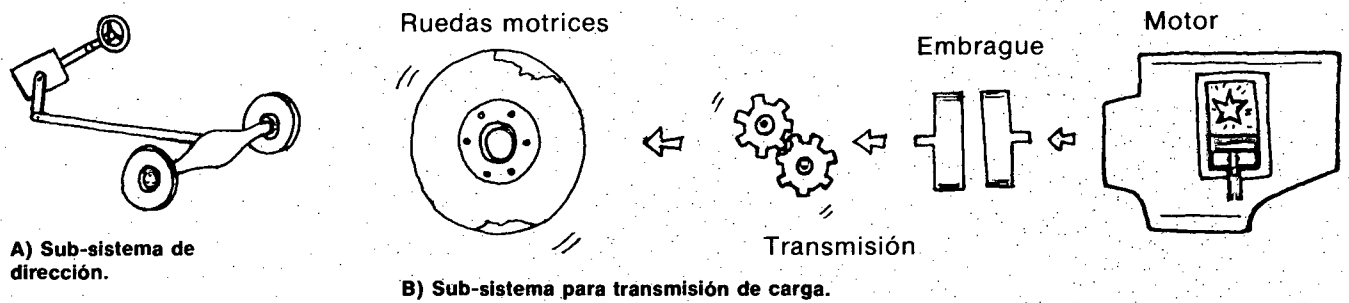 Ruedas motrices
Embrague
Motor
Transmisión
A) Sub-sistema de
dirección.
B) Sub-sistema para transmisión de carga.